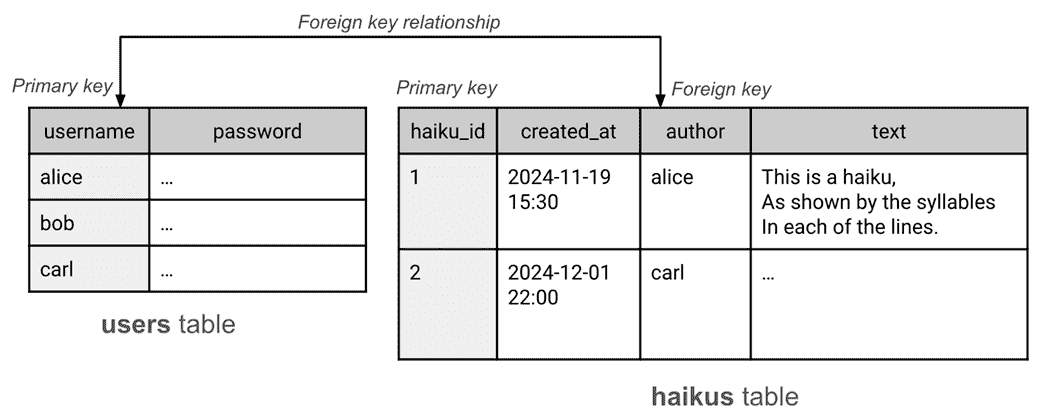 Foreign key relationship
Primary key
username password
alice ...
bob ...
carl ...
users table
Primary key Foreign key
haiku_id created_at author text
1 2024-11-19 alice This is a haiku,
15:30 As shown by the syllables
In each of the lines.
2 2024-12-01 carl ...
22:00
haikus table